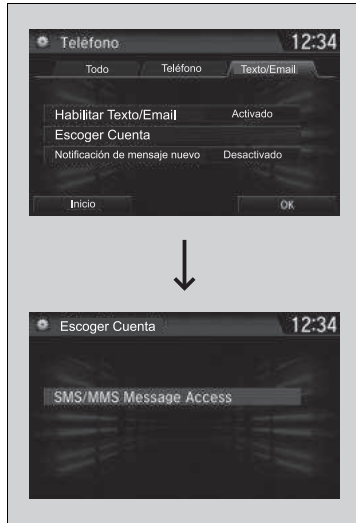 Teléfono 12:34
Todo Teléfono Texto/Email
Habilitar Texto/Email Activado
Escoger Cuenta
Notificación de mensaje nuevo Desactivado
Inicio OK
Escoger Cuenta 12:34
SMS/MMS Message Access